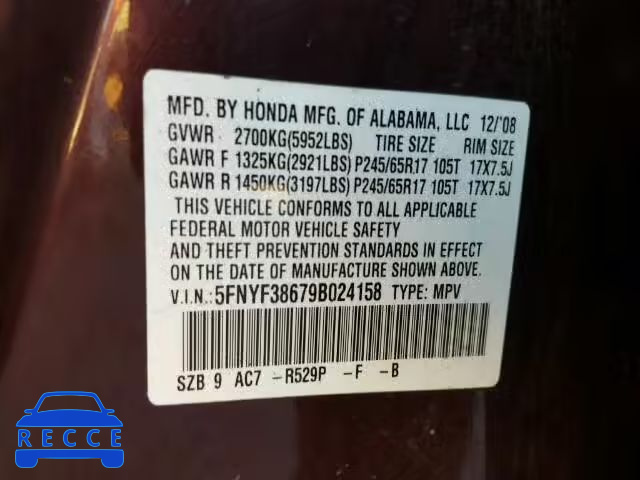 MFD. BY HONDA MFG. OF ALABAMA, LLC 12/'08
GVWR 2700KG(5952LBS) TIRE SIZE RIM SIZE
GAWR F 1325KG(2921LBS) P245/65R17 105T 17X7.5J
GAWR R 1450KG(3197LBS) P245/65R17 105T 17X7.5J
THIS VEHICLE CONFORMS TO ALL APPLICABLE
FEDERAL MOTOR VEHICLE SAFETY
AND THEFT PREVENTION STANDARDS IN EFFECT
ON THE DATE OF MANUFACTURE SHOWN ABOVE.
V.I.N.:5FNYF38679B024158 TYPE: MPV
SZB 9 AC7 -R529P -F -B
RECCE